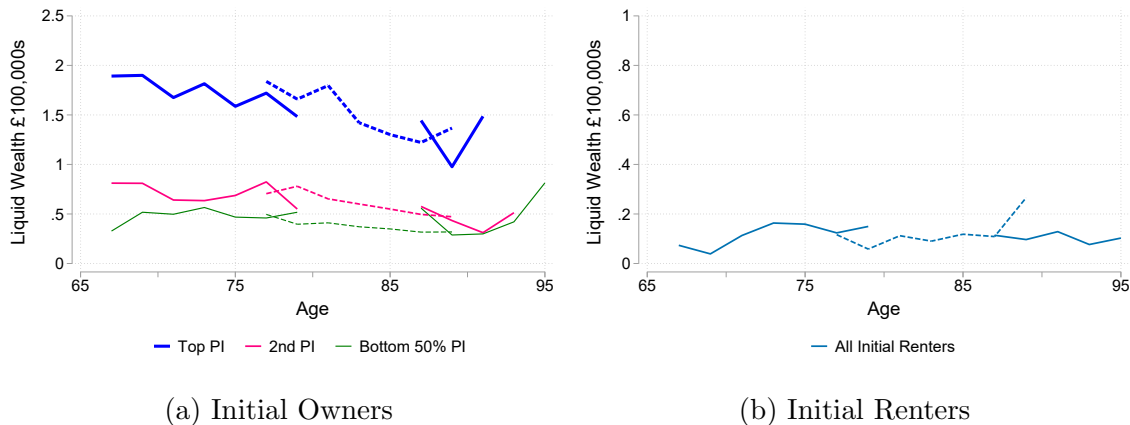 2.5
2
1.5
1
.5
0
Liquid Wealth £100,000s
65
75
85
95
Age
Top PI
2nd PI
Bottom 50% PI
(a) Initial Owners
1
.8
.6
.4
.2
0
Liquid Wealth £100,000s
65
75
85
95
Age
All Initial Renters
(b) Initial Renters